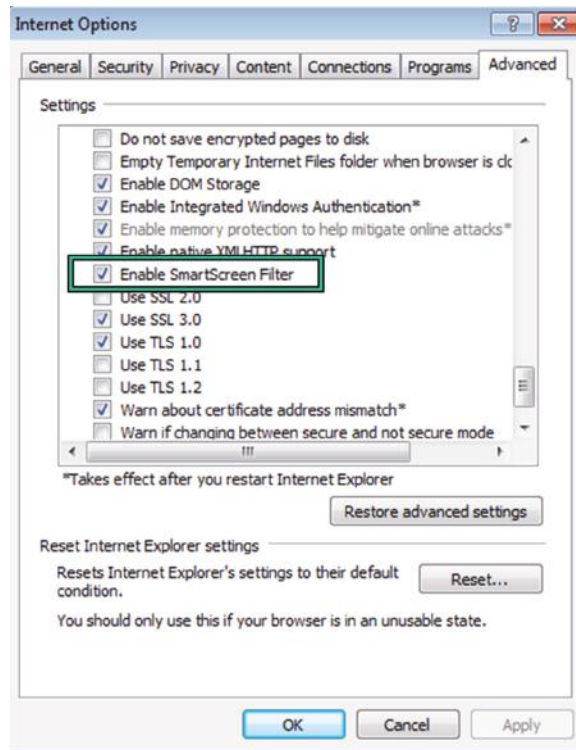 Internet Options
General Security Privacy Content Connections Programs Advanced
Settings
Do not save encrypted pages to disk
Empty Temporary Internet Files folder when browser is
Enable DOM Storage
Enable Integrated Windows Authentication*
Enable memory protection to help mitigate online attacks*
Enable native XMLHTTP support
Enable SmartScreen Filter
Use SSL 2.0
Use SSL 3.0
Use TLS 1.0
Use TLS 1.1
Use TLS 1.2
Warn about certificate address mismatch*
Warn if changing between secure and not secure mode
*Takes effect after you restart Internet Explorer
Restore advanced settings
Reset Internet Explorer settings
Resets Internet Explorer's settings to their default
condition.
Reset...
You should only use this if your browser is in an unusable state.
OK Cancel Apply